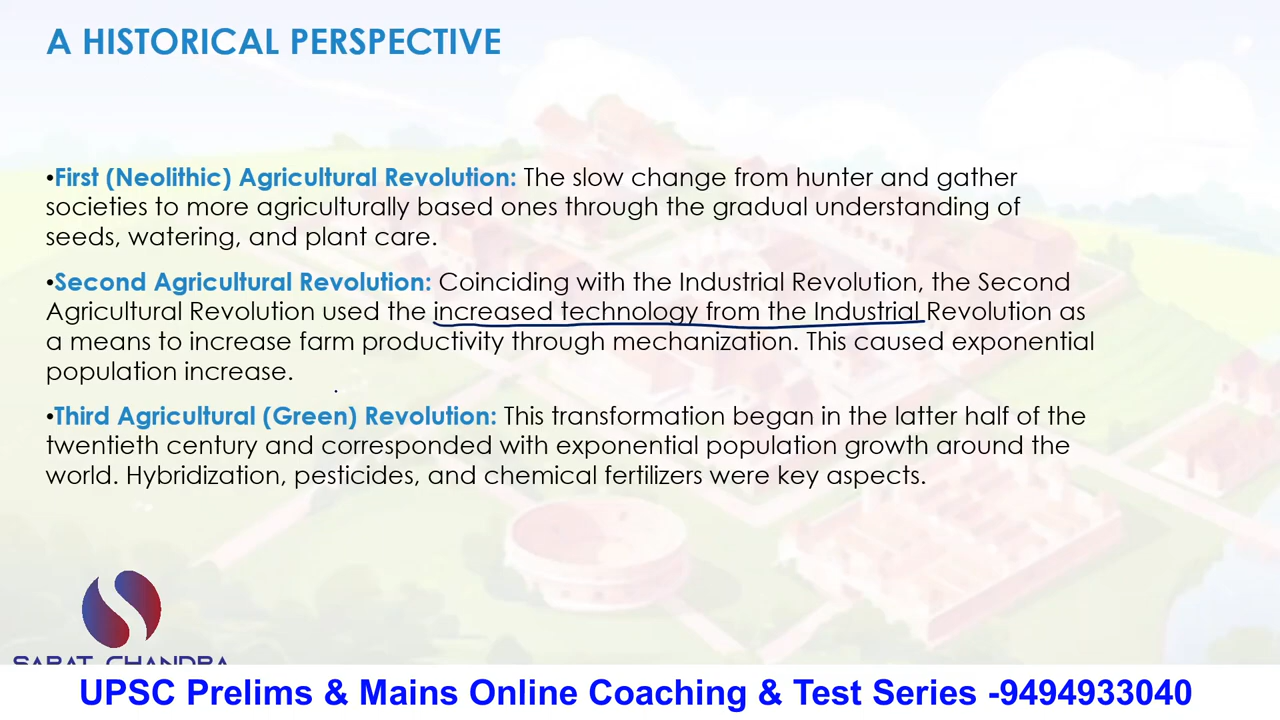 A HISTORICAL PERSPECTIVE
•First (Neolithic) Agricultural Revolution: The slow change from hunter and gather
societies to more agriculturally based ones through the gradual understanding of
seeds, watering, and plant care.
•Second Agricultural Revolution: Coinciding with the Industrial Revolution, the Second
Agricultural Revolution used the increased technology from the Industrial Revolution as
a means to increase farm productivity through mechanization. This caused exponential
population increase.
•Third Agricultural (Green) Revolution: This transformation began in the latter half of the
twentieth century and corresponded with exponential population growth around the
world. Hybridization, pesticides, and chemical fertilizers were key aspects.
SARAT CHANDRA
UPSC Prelims & Mains Online Coaching & Test Series -9494933040